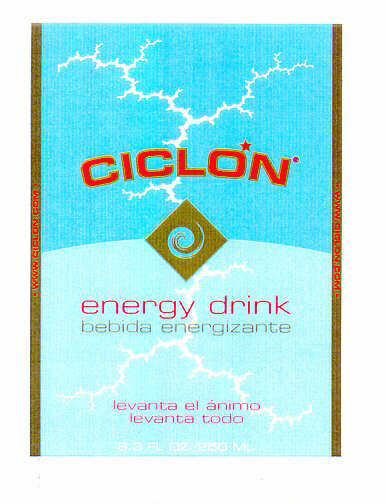 CICLÓN®
energy drink
bebida energizante
levanta el ánimo
levanta todo
8.3 FL OZ./250 ML
• WWW.CICLON.COM •
• WWW.CICLON.COM •